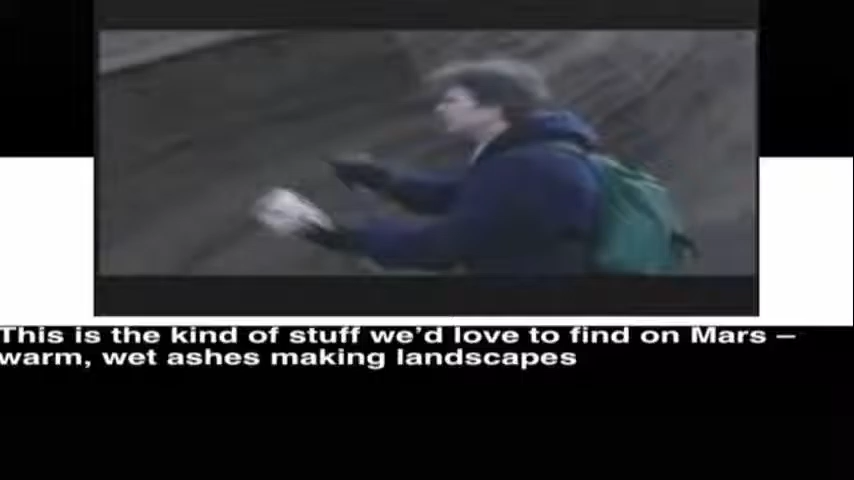 This is the kind of stuff we'd love to find on Mars –
warm, wet ashes making landscapes